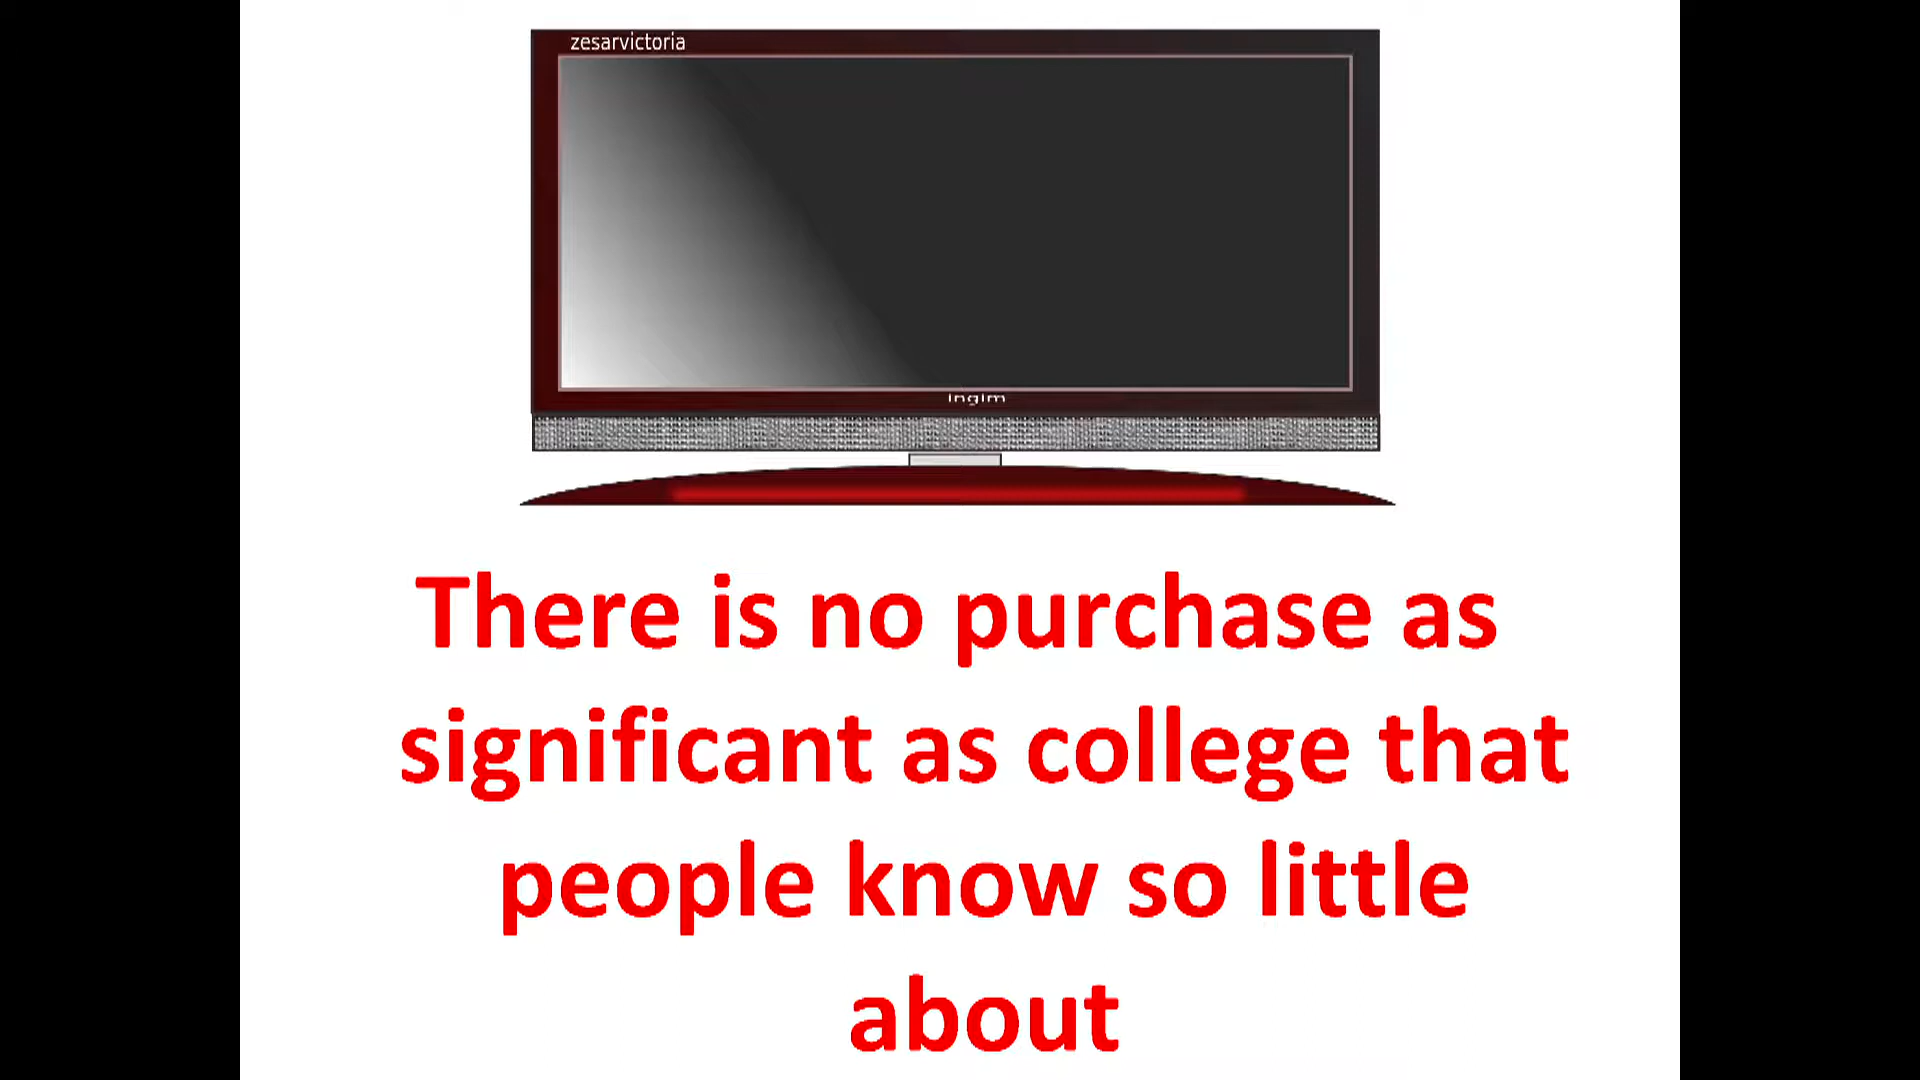 zesarvictoria
ingim
There is no purchase as
significant as college that
people know so little
about